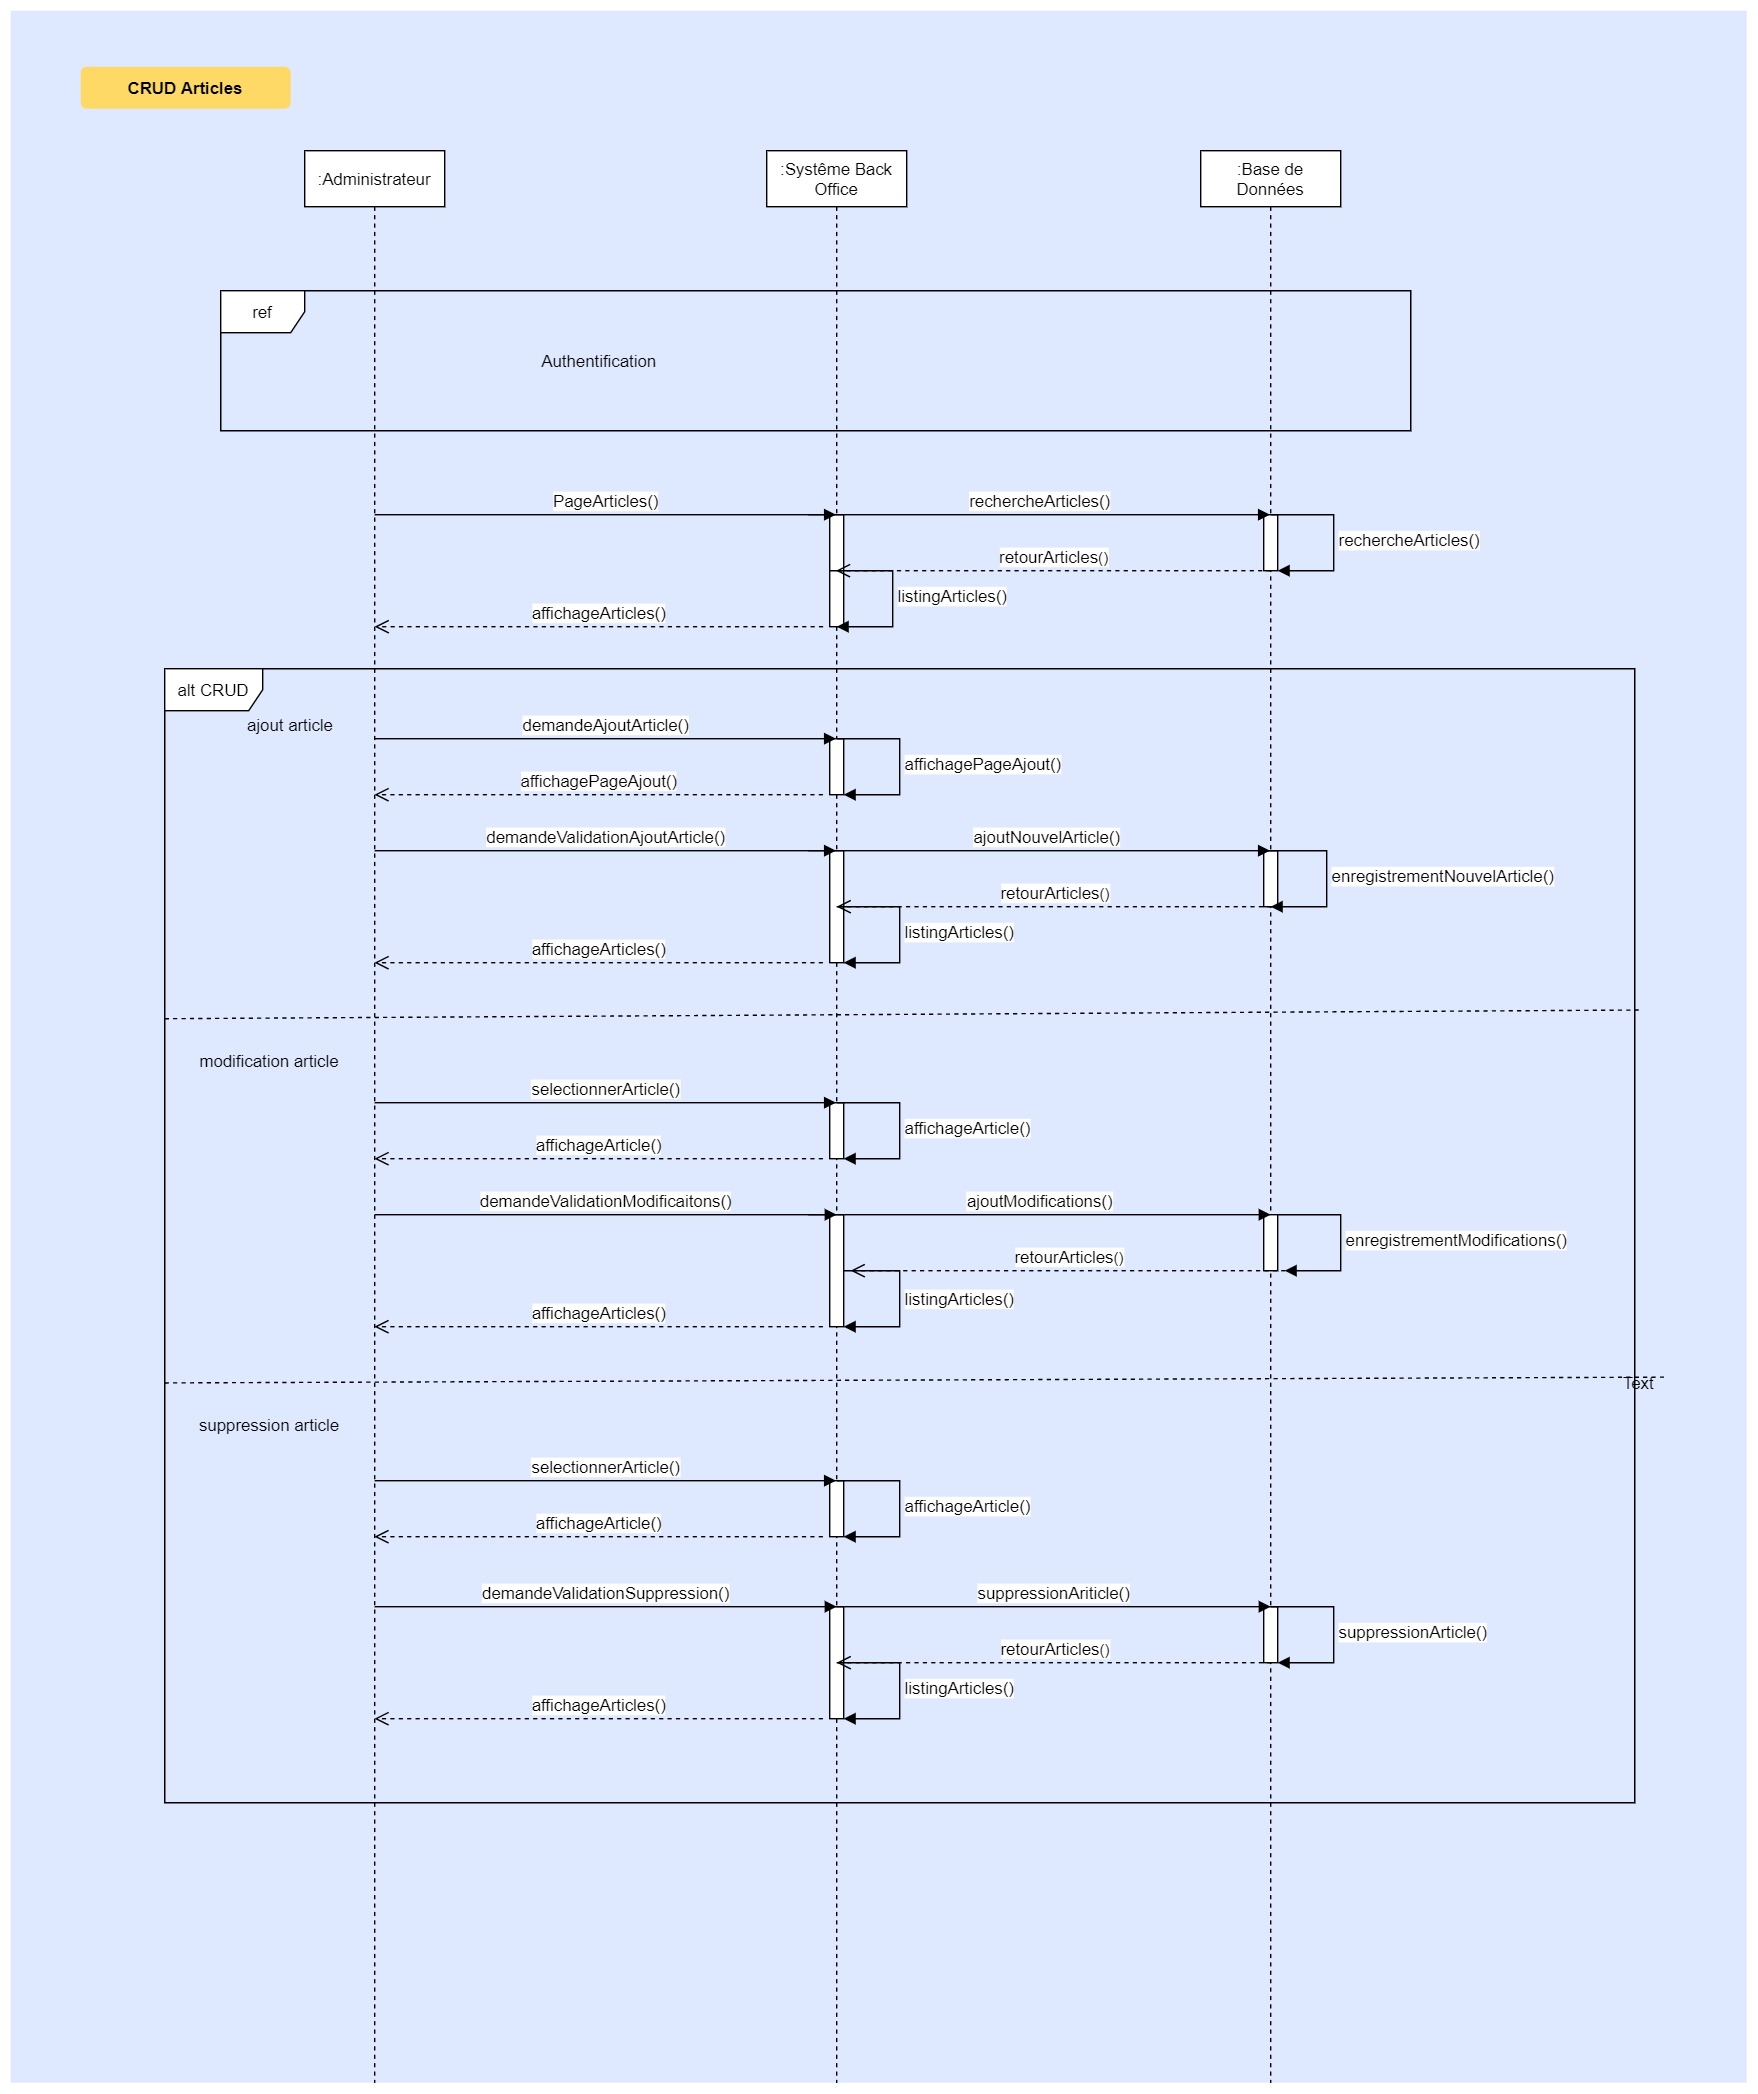 CRUD Articles
:Administrateur
:Systême Back
Office
:Base de
Données
ref
Authentification
PageArticles()
rechercheArticles()
rechercheArticles()
retourArticles()
listingArticles()
affichageArticles()
alt CRUD
ajout article
demandeAjoutArticle()
affichagePageAjout()
affichagePageAjout()
demandeValidationAjoutArticle()
ajoutNouvelArticle()
enregistrementNouvelArticle()
retourArticles()
listingArticles()
affichageArticles()
modification article
selectionnerArticle()
affichageArticle()
affichageArticle()
demandeValidationModificaitons()
ajoutModifications()
enregistrementModifications()
retourArticles()
listingArticles()
affichageArticles()
Text
suppression article
selectionnerArticle()
affichageArticle()
affichageArticle()
demandeValidationSuppression()
suppressionAriticle()
suppressionArticle()
retourArticles()
listingArticles()
affichageArticles()